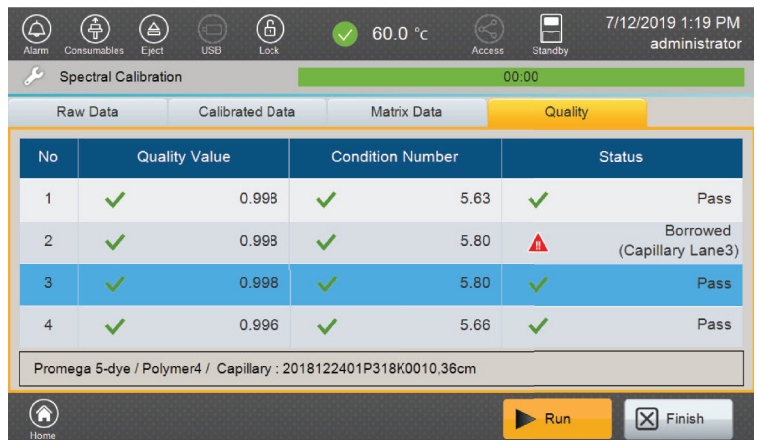 60.0 °c
7/12/2019 1:19 PM
administrator
Alarm Consumables Eject USB Lock Access Standby
Spectral Calibration 00:00
Raw Data Calibrated Data Matrix Data Quality
No Quality Value Condition Number Status
1 0.998 5.63 Pass
2 0.998 5.80 Borrowed
(Capillary Lane3)
3 0.998 5.80 Pass
4 0.996 5.66 Pass
Promega 5-dye / Polymer4 / Capillary : 2018122401P318K0010,36cm
Run Finish
Home